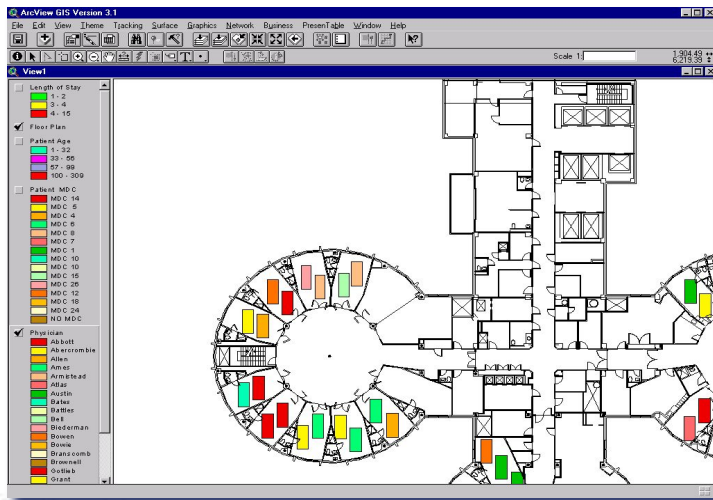 ArcView GIS Version 3.1
File Edit View Theme Tracking Surface Graphics Network Business PresenTable Window Help
Scale 1:
1,904.49
6,219.39
View1
Length of Stay
1 - 2
3 - 4
4 - 15
Floor Plan
Patient Age
1 - 32
33 - 56
57 - 99
100 - 309
Patient MDC
MDC 14
MDC 5
MDC 4
MDC 6
MDC 8
MDC 7
MDC 1
MDC 10
MDC 10
MDC 15
MDC 26
MDC 12
MDC 18
MDC 24
NO MDC
Physician
Abbott
Abercrombie
Allen
Ames
Armistead
Atlas
Austin
Bates
Battles
Bell
Biederman
Bowen
Bowie
Branscomb
Brownell
Gotlieb
Grant